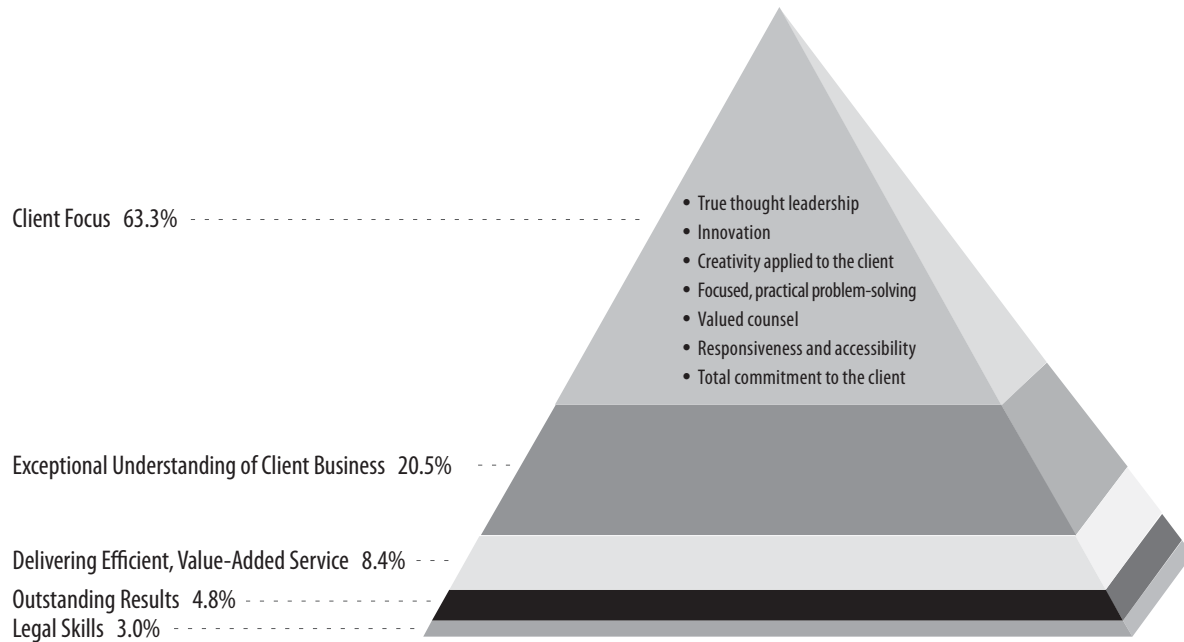 Client Focus 63.3%
• True thought leadership
• Innovation
• Creativity applied to the client
• Focused, practical problem-solving
• Valued counsel
• Responsiveness and accessibility
• Total commitment to the client
Exceptional Understanding of Client Business 20.5%
Delivering Efficient, Value-Added Service 8.4%
Outstanding Results 4.8%
Legal Skills 3.0%